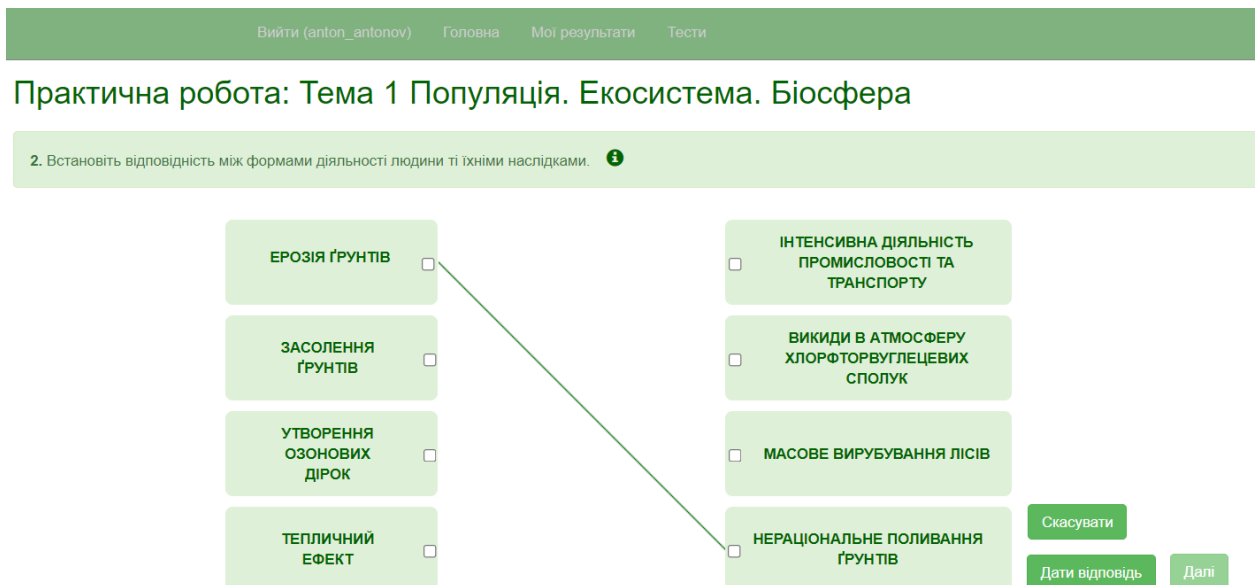 Вийти (anton_antonov) Головна Мої результати Тести
Практична робота: Тема 1 Популяція. Екосистема. Біосфера
2. Встановіть відповідність між формами діяльності людини ті їхніми наслідками.
ЕРОЗІЯ ҐРУНТІВ
ІНТЕНСИВНА ДІЯЛЬНІСТЬ
ПРОМИСЛОВОСТІ ТА
ТРАНСПОРТУ
ЗАСОЛЕННЯ
ҐРУНТІВ
ВИКИДИ В АТМОСФЕРУ
ХЛОРФТОРВУГЛЕЦЕВИХ
СПОЛУК
УТВОРЕННЯ
ОЗОНОВИХ
ДІРОК
МАСОВЕ ВИРУБУВАННЯ ЛІСІВ
ТЕПЛИЧНИЙ
ЕФЕКТ
НЕРАЦІОНАЛЬНЕ ПОЛИВАННЯ
ҐРУНТІВ
Скасувати
Дати відповідь Далі